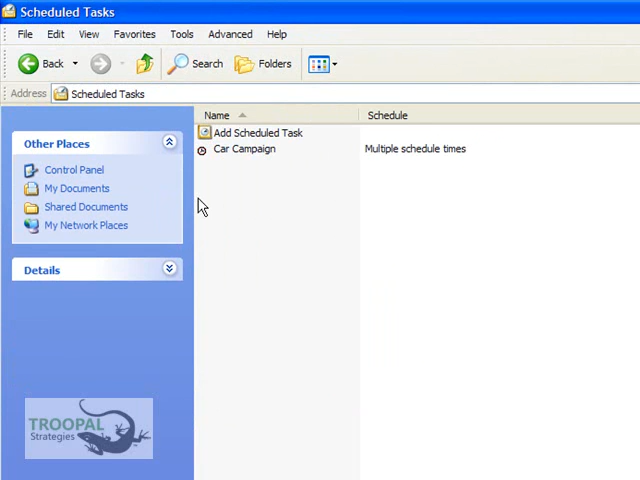 Scheduled Tasks
File Edit View Favorites Tools Advanced Help
Back Search Folders
Address Scheduled Tasks
Name Schedule
Other Places
Control Panel
My Documents
Shared Documents
My Network Places
Details
Add Scheduled Task
Car Campaign Multiple schedule times
TROOPAL
Strategies